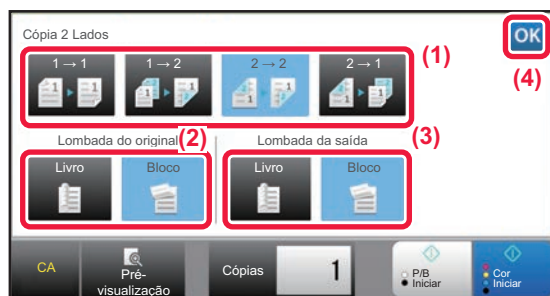 Cópia 2 Lados
OK
1 → 1
1 → 2
2 → 2
2 → 1
(1)
(4)
Lombada do original
(2)
Lombada da saída
(3)
Livro
Bloco
Livro
Bloco
CA
Pré-
visualização
Cópias
1
P/B
Iniciar
Cor
Iniciar